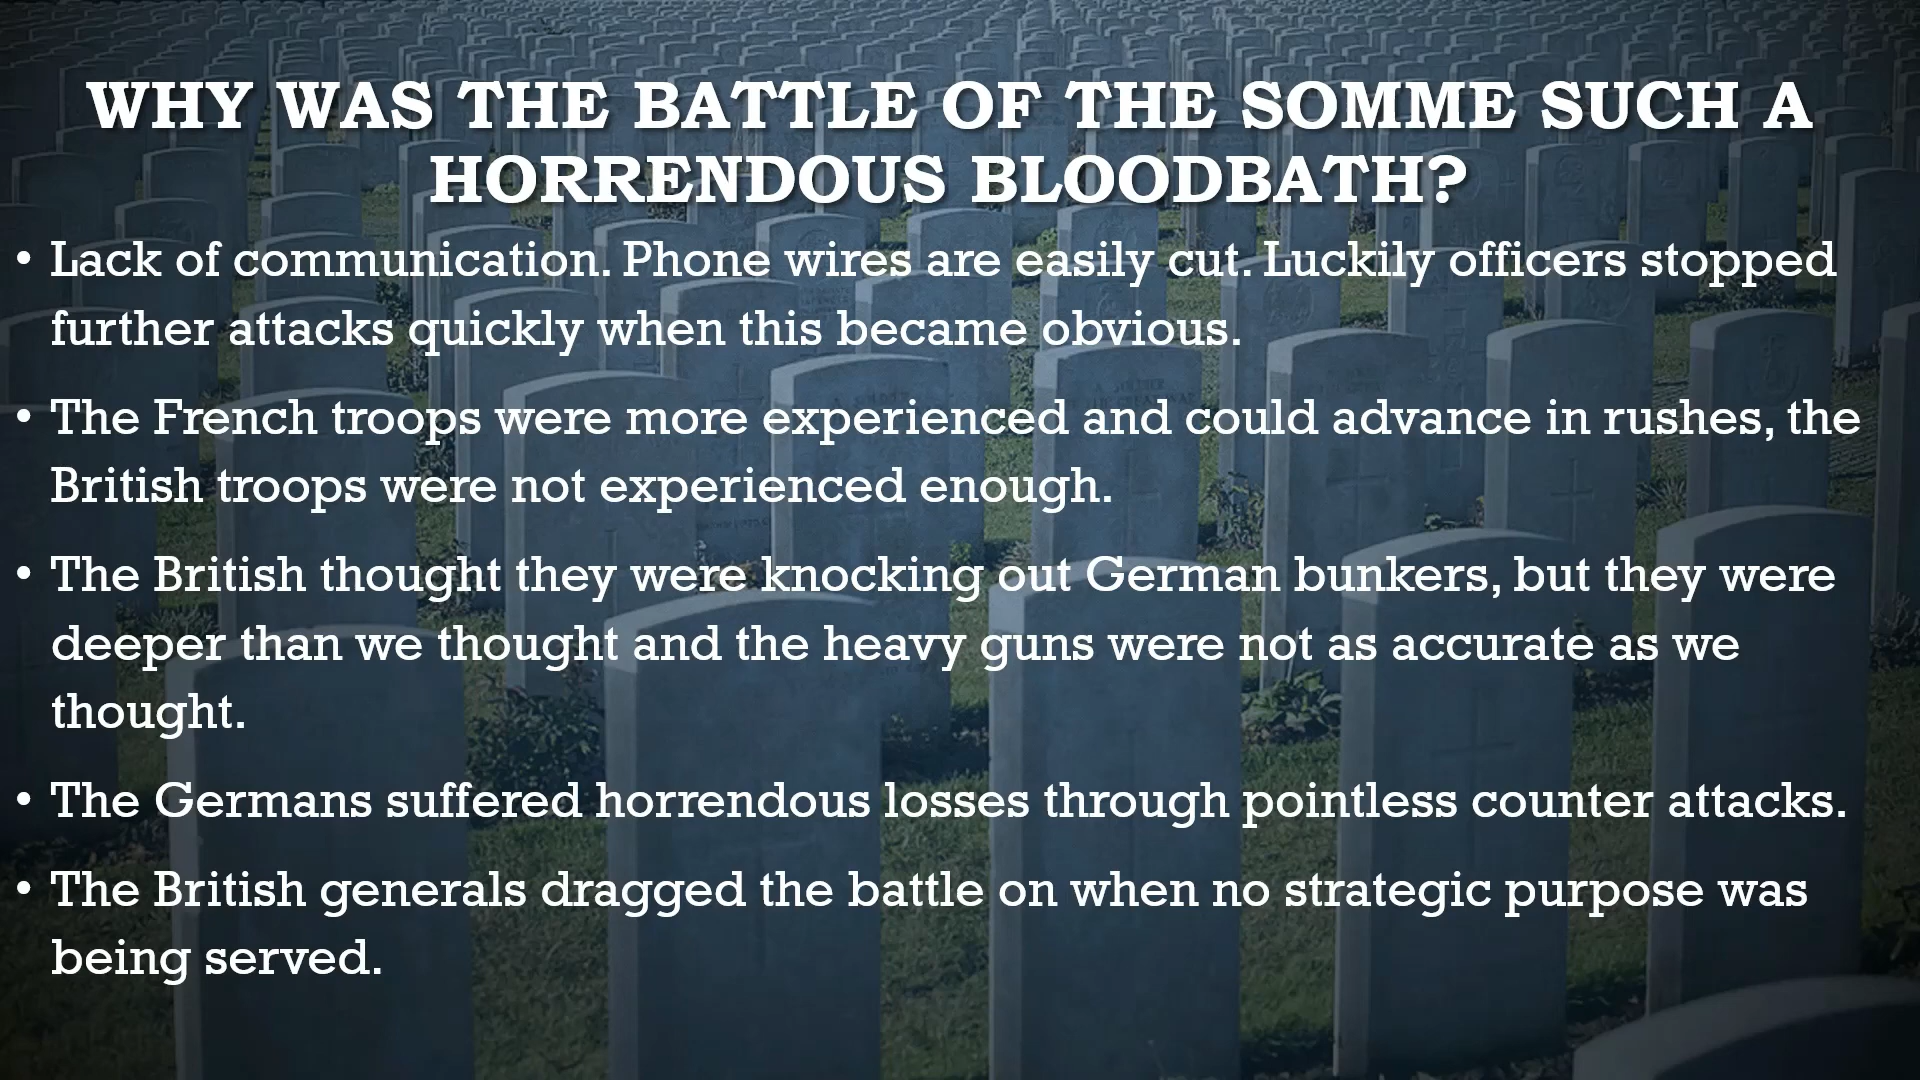 WHY WAS THE BATTLE OF THE SOMME SUCH A
HORRENDOUS BLOODBATH?
• Lack of communication. Phone wires are easily cut. Luckily officers stopped
further attacks quickly when this became obvious.
• The French troops were more experienced and could advance in rushes, the
British troops were not experienced enough.
• The British thought they were knocking out German bunkers, but they were
deeper than we thought and the heavy guns were not as accurate as we
thought.
• The Germans suffered horrendous losses through pointless counter attacks.
• The British generals dragged the battle on when no strategic purpose was
being served.